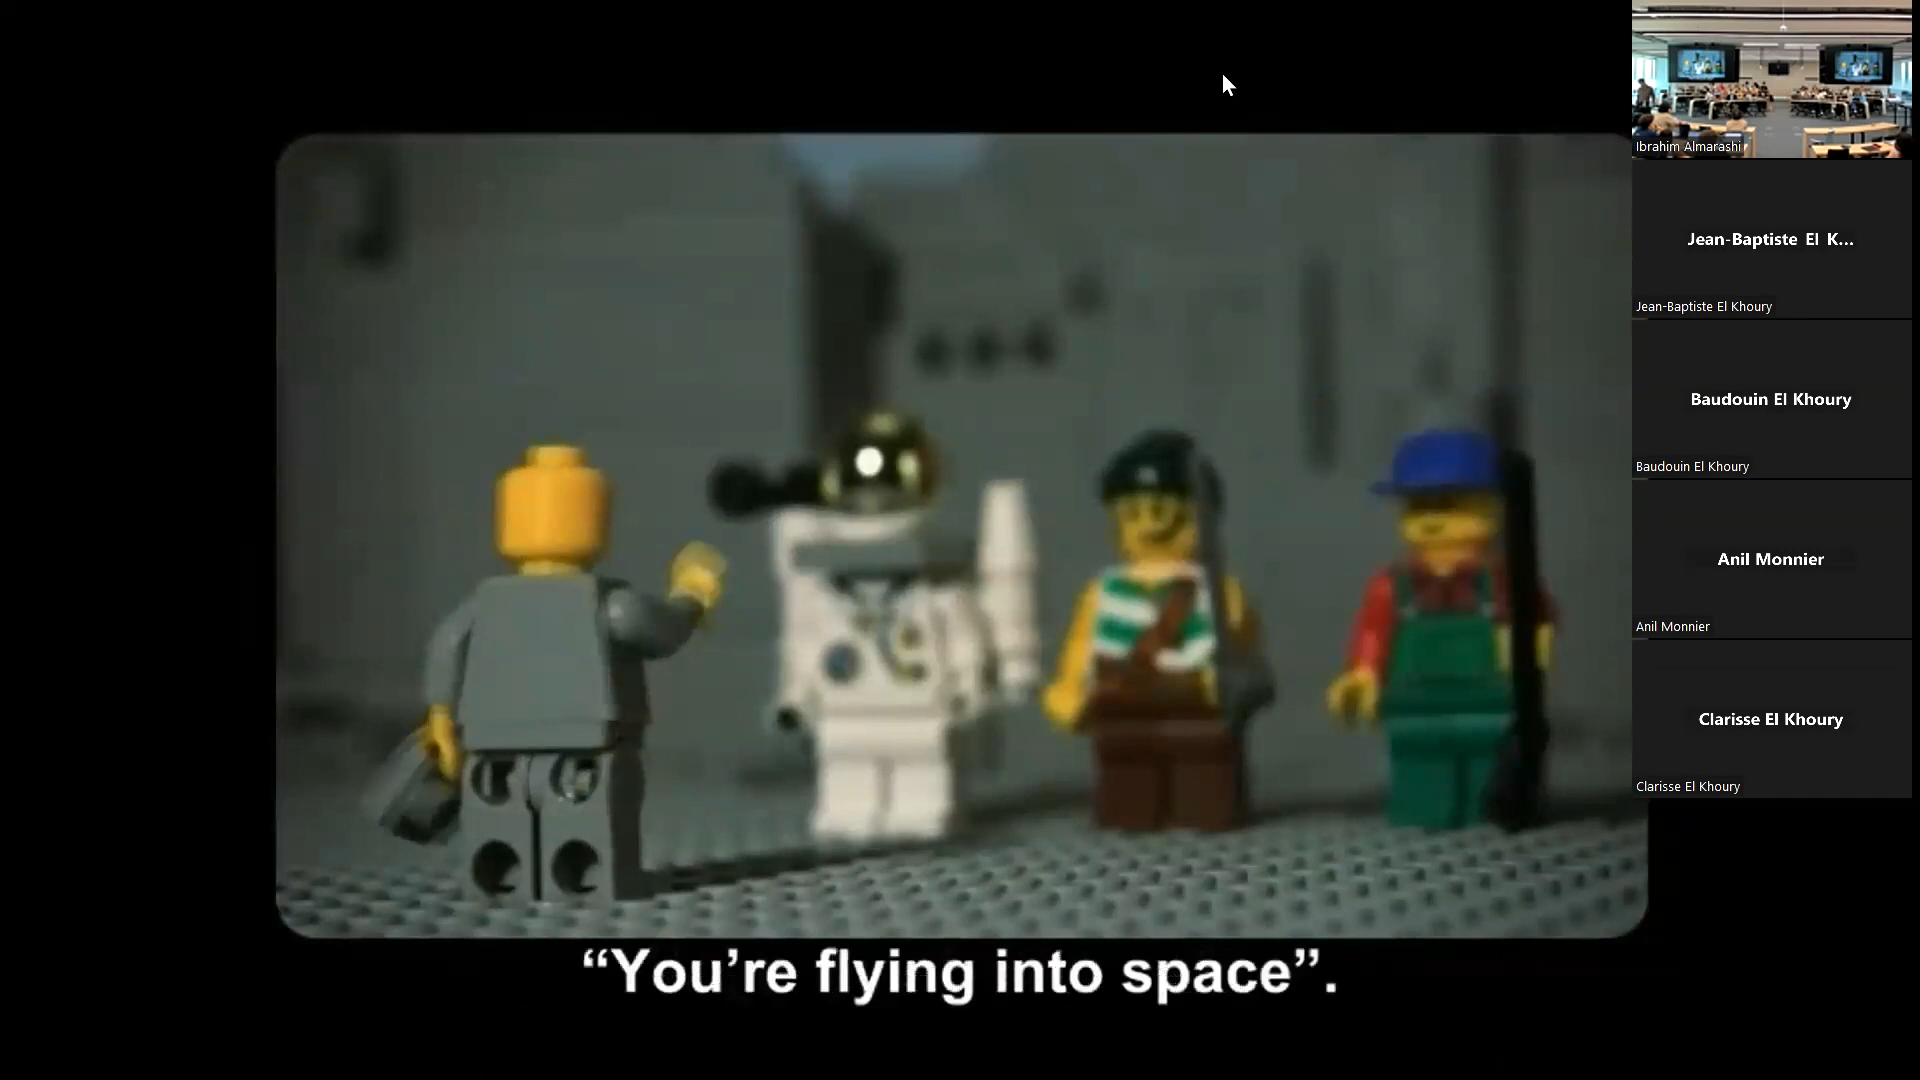 Ibrahim Almarashi
Jean-Baptiste El K...
Jean-Baptiste El Khoury
Baudouin El Khoury
Baudouin El Khoury
Anil Monnier
Anil Monnier
Clarisse El Khoury
Clarisse El Khoury
“You’re flying into space”.